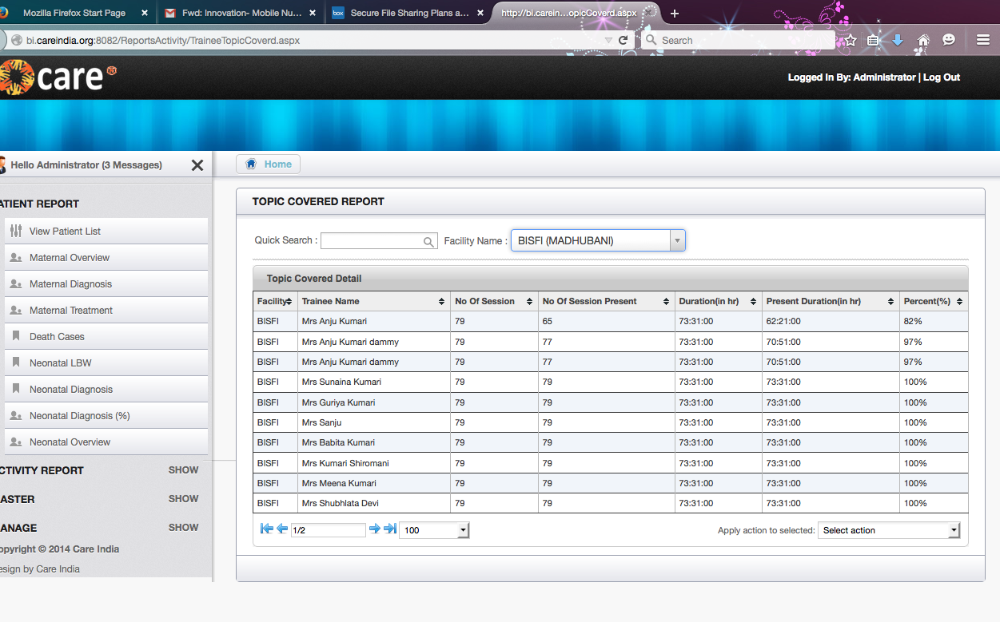 Mozilla Firefox Start Page
Fwd: Innovation- Mobile Nu...
box Secure File Sharing Plans a...
http://bi.carein...opicCoverd.aspx
bi.careindia.org:8082/ReportsActivity/TraineeTopicCoverd.aspx
Search
care®
Logged In By: Administrator | Log Out
Hello Administrator (3 Messages)
Home
ATIENT REPORT
View Patient List
Maternal Overview
Maternal Diagnosis
Maternal Treatment
Death Cases
Neonatal LBW
Neonatal Diagnosis
Neonatal Diagnosis (%)
Neonatal Overview
CTIVITY REPORT SHOW
ASTER SHOW
ANAGE SHOW
opyright © 2014 Care India
esign by Care India
TOPIC COVERED REPORT
Quick Search : Facility Name : BISFI (MADHUBANI)
Topic Covered Detail
Facility Trainee Name No Of Session No Of Session Present Duration(in hr) Present Duration(in hr) Percent(%)
BISFI Mrs Anju Kumari 79 65 73:31:00 62:21:00 82%
BISFI Mrs Anju Kumari dammy 79 77 73:31:00 70:51:00 97%
BISFI Mrs Anju Kumari dammy 79 77 73:31:00 70:51:00 97%
BISFI Mrs Sunaina Kumari 79 79 73:31:00 73:31:00 100%
BISFI Mrs Guriya Kumari 79 79 73:31:00 73:31:00 100%
BISFI Mrs Sanju 79 79 73:31:00 73:31:00 100%
BISFI Mrs Babita Kumari 79 79 73:31:00 73:31:00 100%
BISFI Mrs Kumari Shiromani 79 79 73:31:00 73:31:00 100%
BISFI Mrs Meena Kumari 79 79 73:31:00 73:31:00 100%
BISFI Mrs Shubhlata Devi 79 79 73:31:00 73:31:00 100%
1/2 100 Apply action to selected: Select action